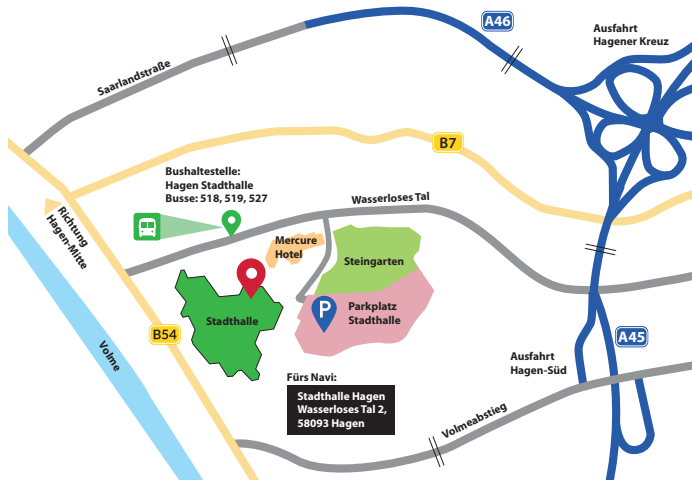 A46
Ausfahrt
Hagener Kreuz
Saarlandstraße
B7
Bushaltestelle:
Hagen Stadthalle
Busse: 518, 519, 527
Wasserloses Tal
Richtung
Hagen-Mitte
Mercure
Hotel
Steingarten
Stadthalle
P
Parkplatz
Stadthalle
B54
A45
Volme
Ausfahrt
Hagen-Süd
Fürs Navi:
Stadthalle Hagen
Wasserloses Tal 2,
58093 Hagen
Volmeabstieg